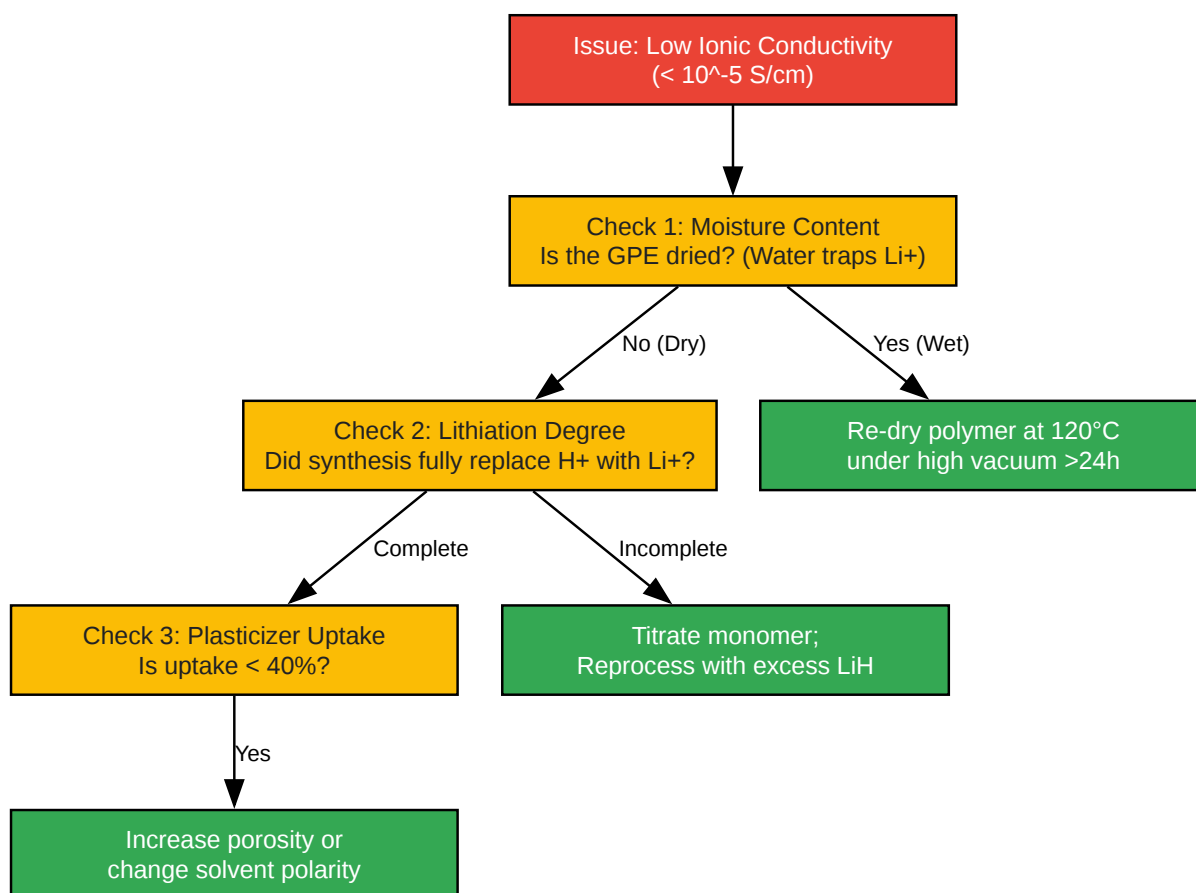 Issue: Low Ionic Conductivity
(< 10^-5 S/cm)
Check 1: Moisture Content
Is the GPE dried? (Water traps Li+)
No (Dry)
Yes (Wet)
Check 2: Lithiation Degree
Did synthesis fully replace H+ with Li+?
Re-dry polymer at 120°C
under high vacuum >24h
Complete
Incomplete
Check 3: Plasticizer Uptake
Is uptake < 40%?
Titrate monomer;
Reprocess with excess LiH
Yes
Increase porosity or
change solvent polarity